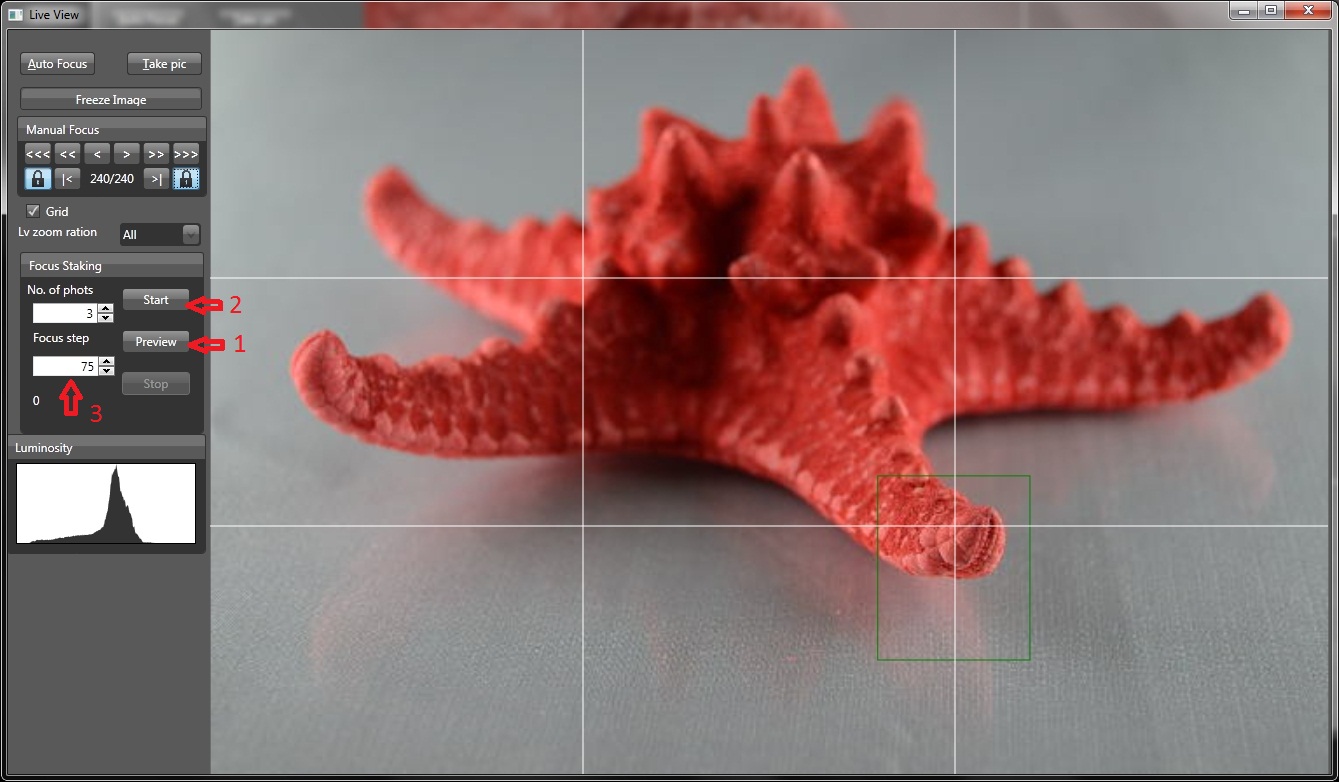 Live View
Auto Focus Take pic
Freeze Image
Manual Focus
<<< << < > >> >>>
|< 240/240 >|
Grid
Lv zoom ration All
Focus Staking
No. of phots
3 Start 2
Focus step Preview 1
75
Stop
0 3
Luminosity